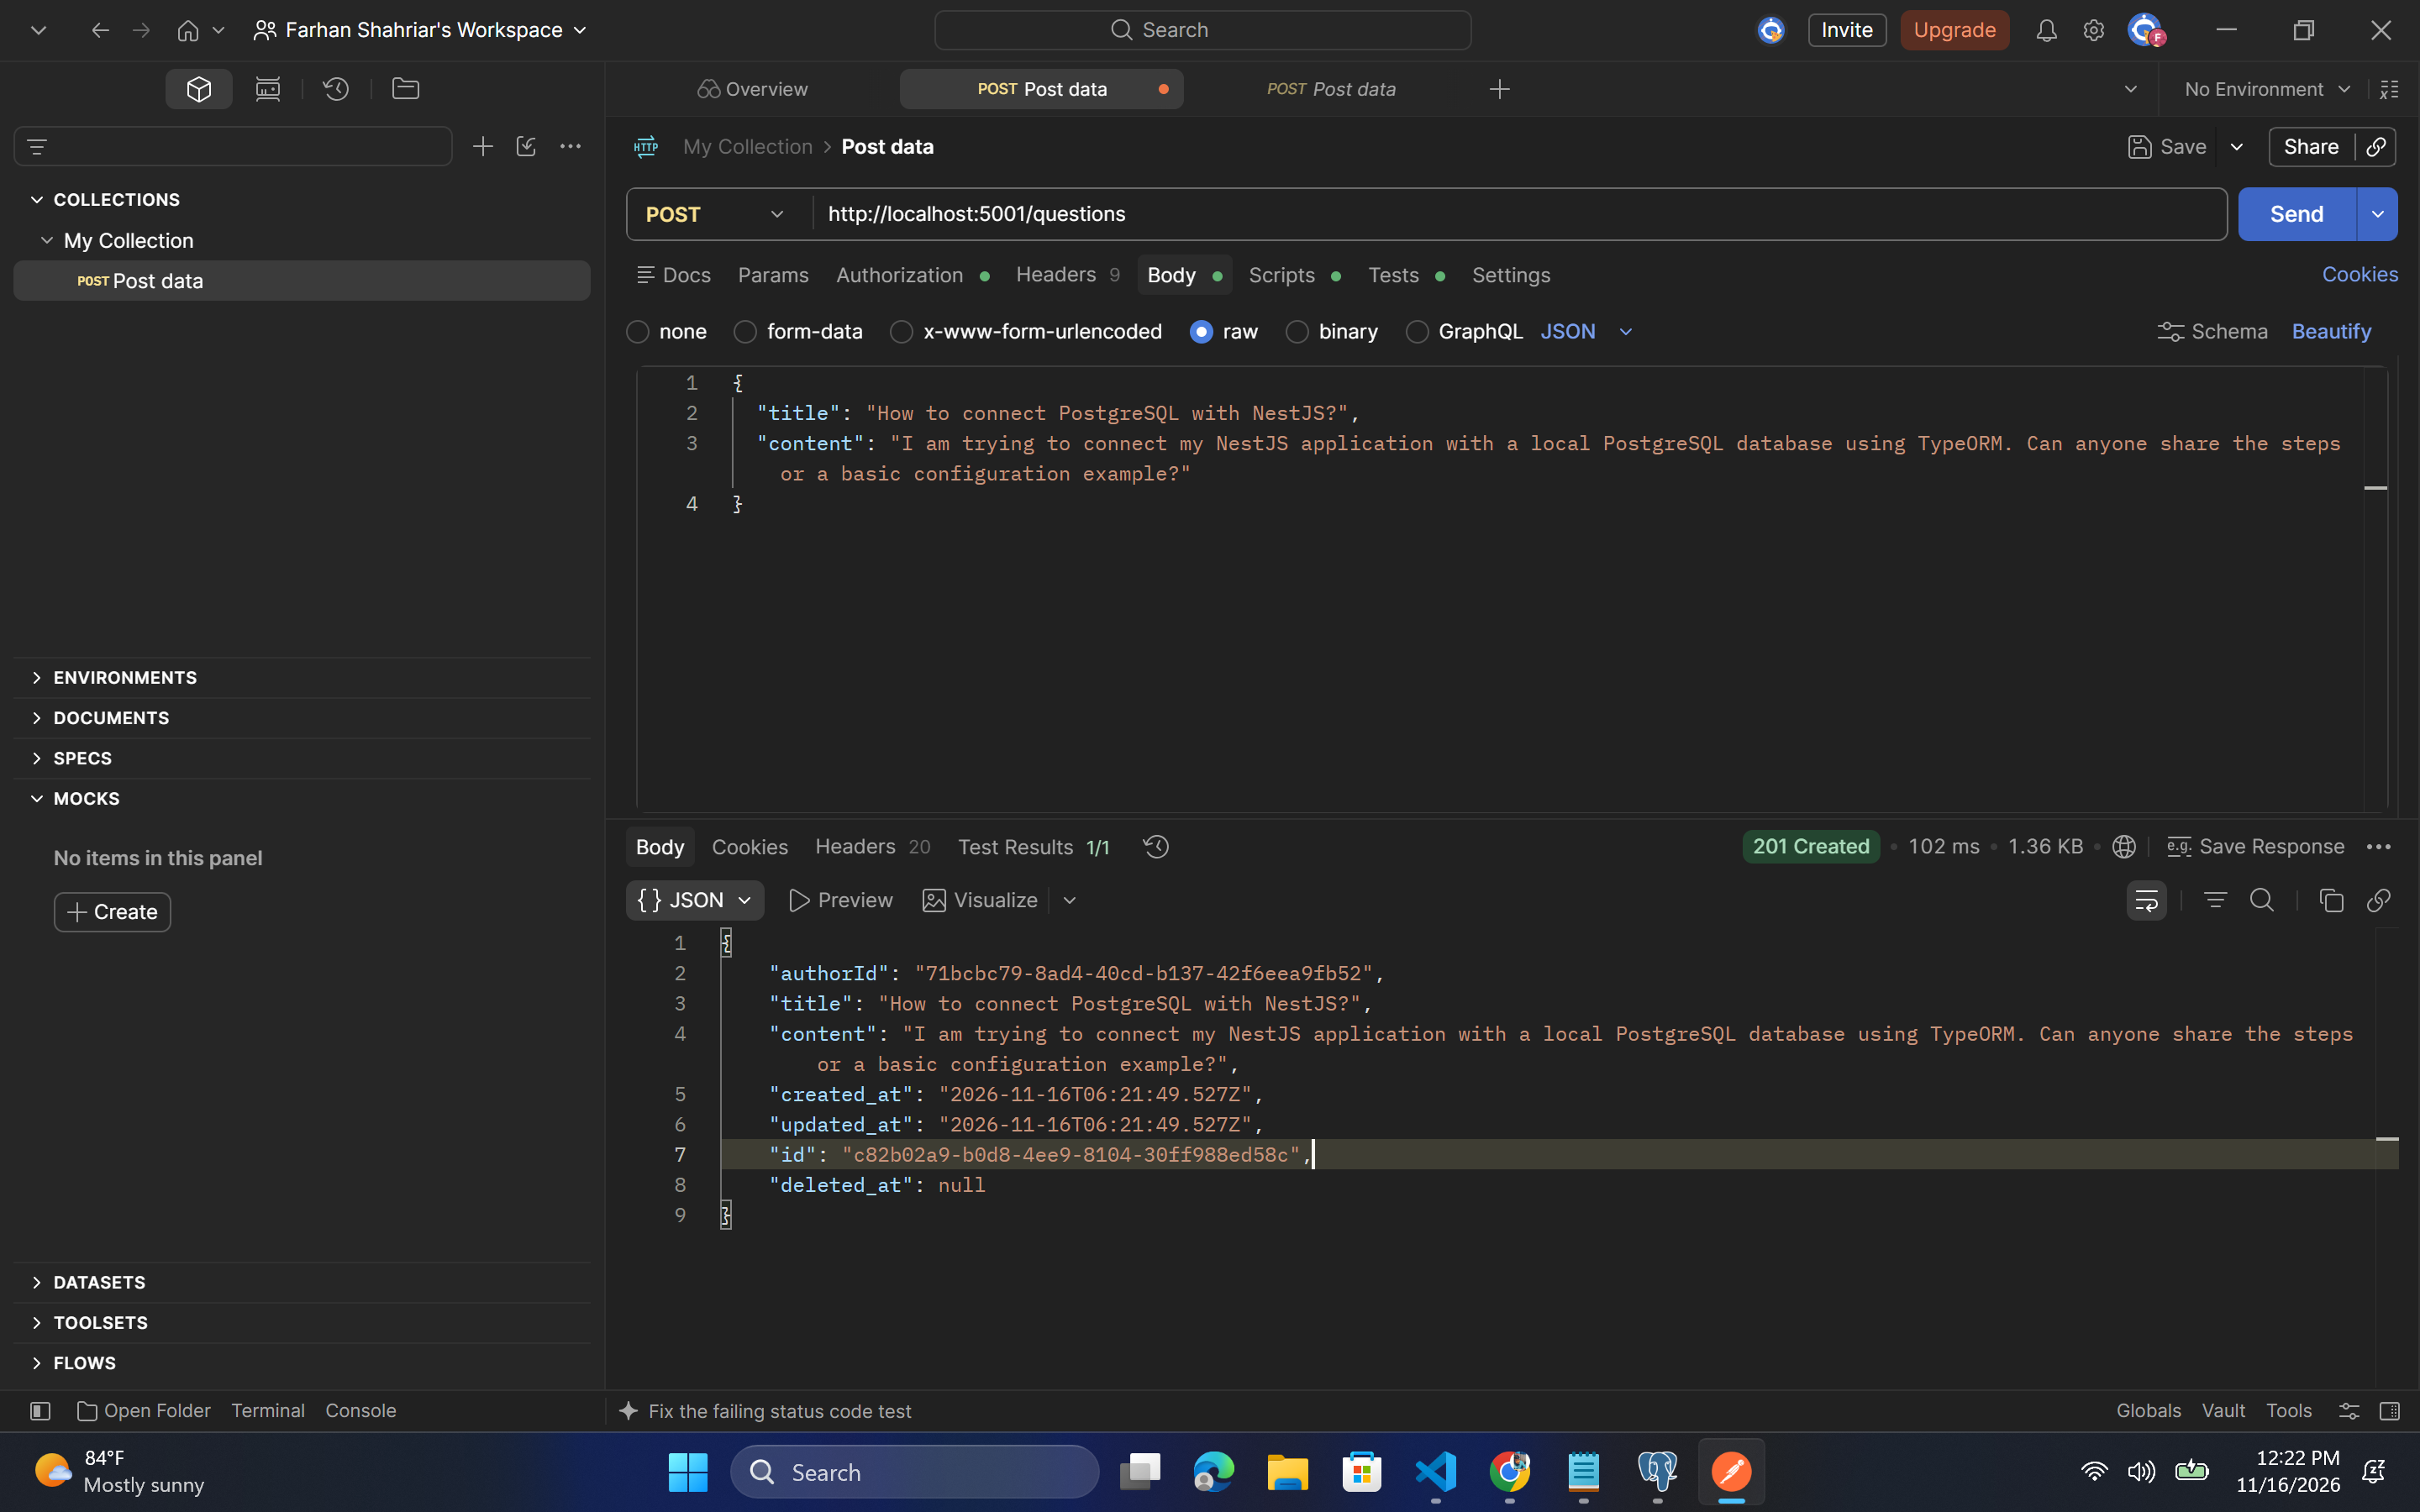 Farhan Shahriar's Workspace
Search
Invite
Upgrade
F
Overview
POST Post data
POST Post data
No Environment
COLLECTIONS
My Collection
POST Post data
ENVIRONMENTS
DOCUMENTS
SPECS
MOCKS
No items in this panel
Create
DATASETS
TOOLSETS
FLOWS
HTTP
My Collection > Post data
Save
Share
POST
http://localhost:5001/questions
Send
Docs Params Authorization Headers 9 Body Scripts Tests Settings
Cookies
none form-data x-www-form-urlencoded raw binary GraphQL JSON
Schema Beautify
1 {
2 "title": "How to connect PostgreSQL with NestJS?",
3 "content": "I am trying to connect my NestJS application with a local PostgreSQL database using TypeORM. Can anyone share the steps
or a basic configuration example?"
4 }
Body Cookies Headers 20 Test Results 1/1
201 Created • 102 ms • 1.36 KB
e.g. Save Response
{ } JSON Preview Visualize
1 {
2 "authorId": "71bcbc79-8ad4-40cd-b137-42f6eea9fb52",
3 "title": "How to connect PostgreSQL with NestJS?",
4 "content": "I am trying to connect my NestJS application with a local PostgreSQL database using TypeORM. Can anyone share the steps
or a basic configuration example?",
5 "created_at": "2026-11-16T06:21:49.527Z",
6 "updated_at": "2026-11-16T06:21:49.527Z",
7 "id": "c82b02a9-b0d8-4ee9-8104-30ff988ed58c",
8 "deleted_at": null
9 }
Open Folder Terminal Console
Fix the failing status code test
Globals Vault Tools
84°F
Mostly sunny
Search
12:22 PM
11/16/2026